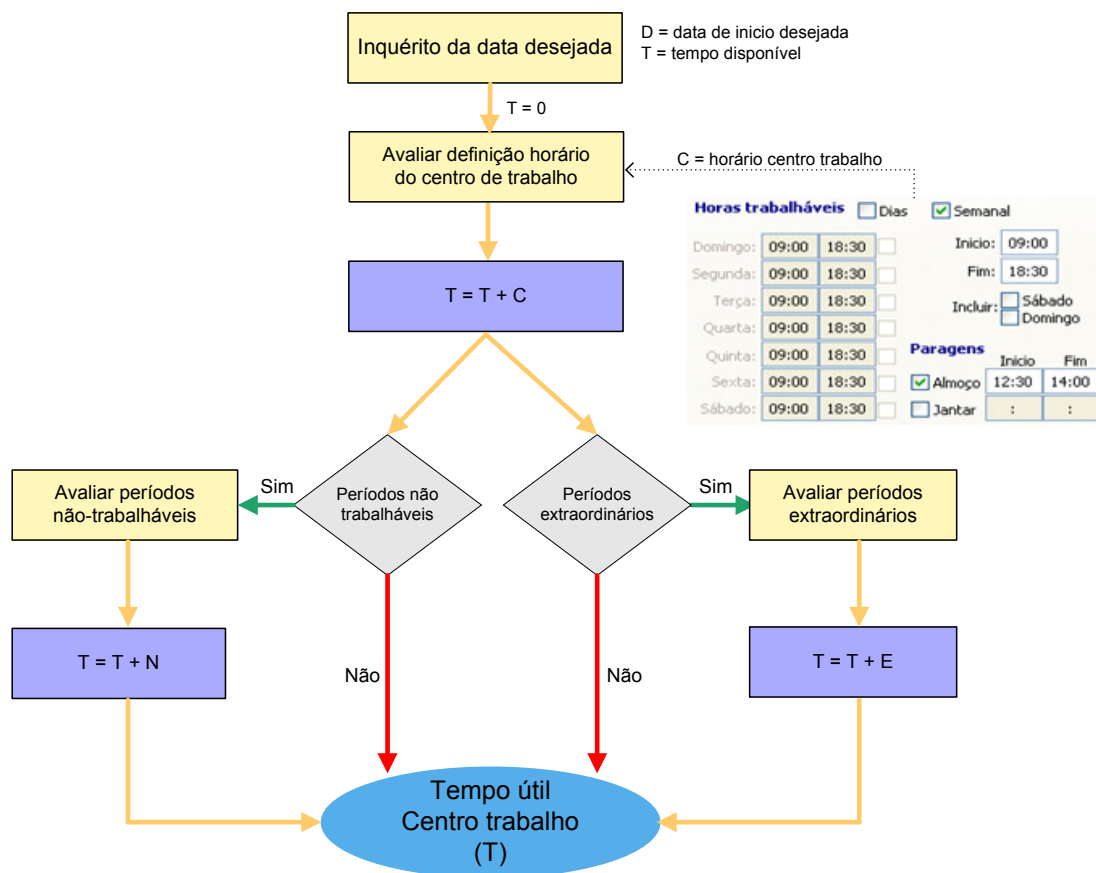 Inquérito da data desejada
D = data de inicio desejada
T = tempo disponível
T = 0
Avaliar definição horário
do centro de trabalho
C = horário centro trabalho
Horas trabalháveis Dias Semanal
Domingo: 09:00 18:30
Segunda: 09:00 18:30
Terça: 09:00 18:30
Quarta: 09:00 18:30
Quinta: 09:00 18:30
Sexta: 09:00 18:30
Sábado: 09:00 18:30
Inicio: 09:00
Fim: 18:30
Incluir: Sábado
Domingo
Paragens
Inicio Fim
Almoço 12:30 14:00
Jantar : :
T = T + C
Avaliar períodos
não-trabalháveis
Sim
Períodos não
trabalháveis
Períodos
extraordinários
Sim
Avaliar períodos
extraordinários
T = T + N
Não
Não
T = T + E
Tempo útil
Centro trabalho
(T)